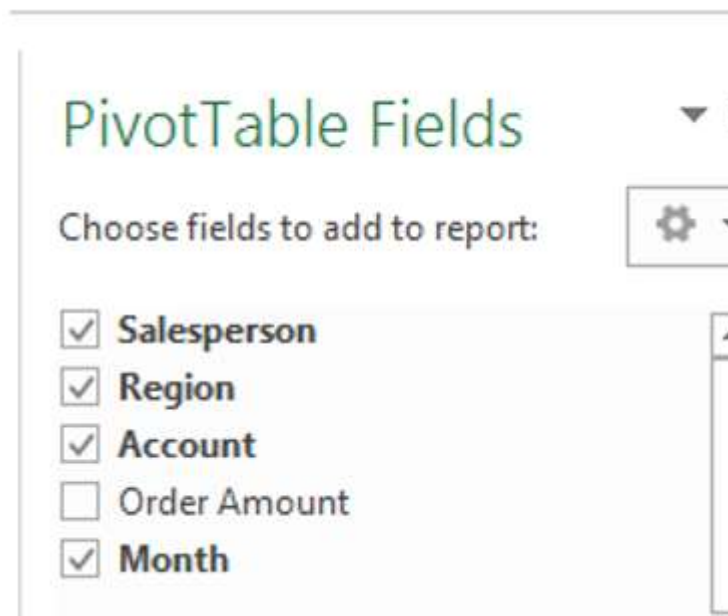 PivotTable Fields
Choose fields to add to report:
Salesperson
Region
Account
Order Amount
Month